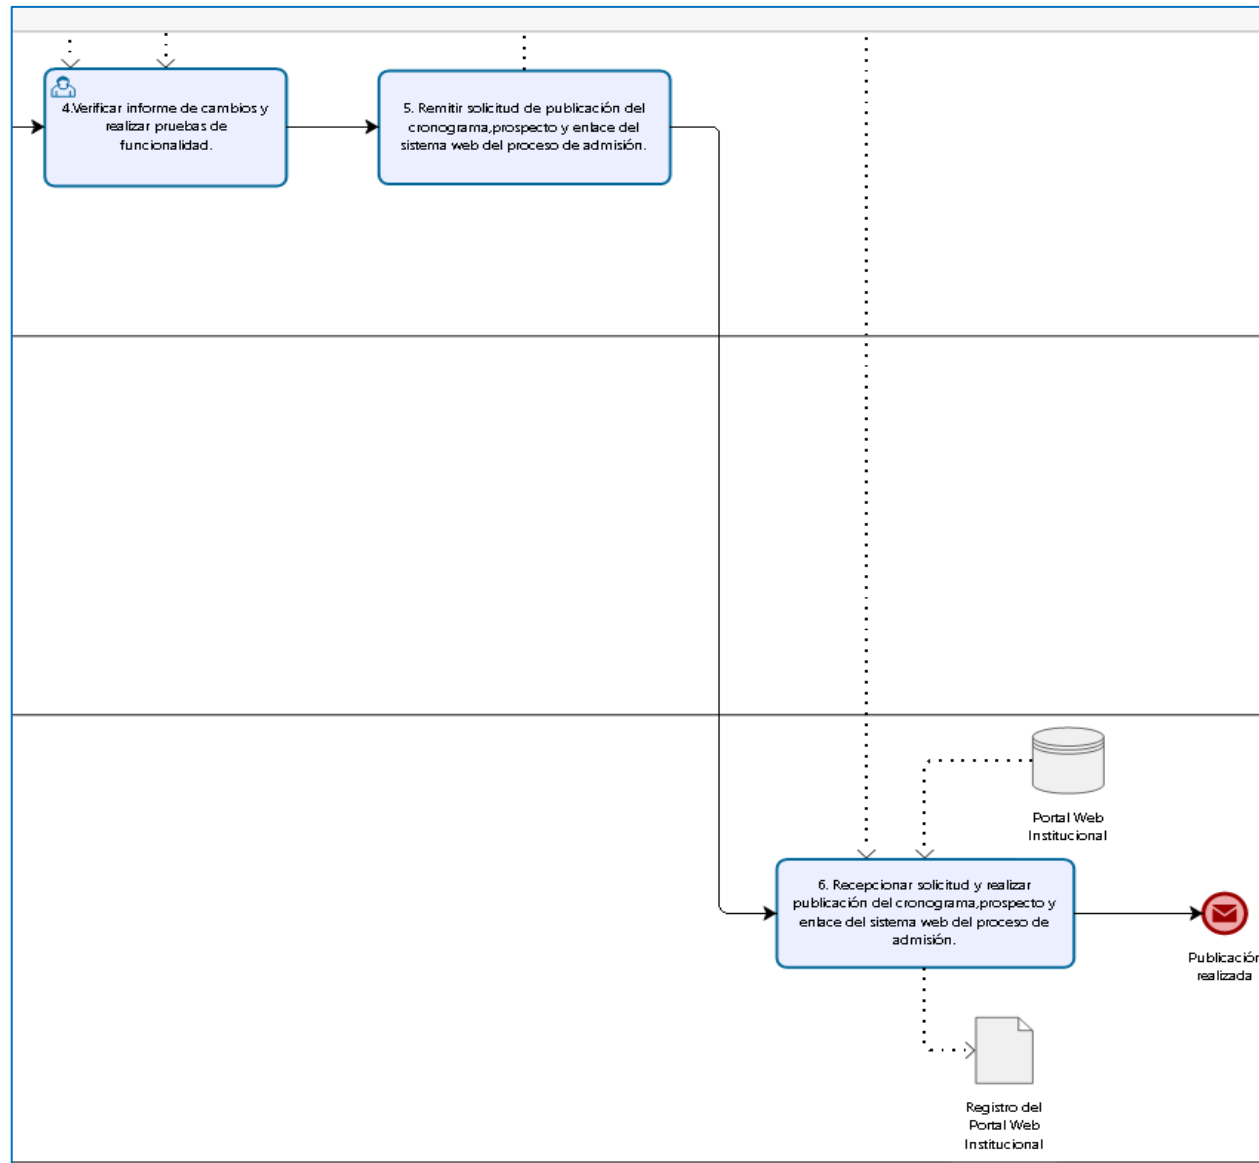 4.Verificar informe de cambios y
realizar pruebas de
funcionalidad.
5. Remitir solicitud de publicación del
cronograma,prospecto y enlace del
sistema web del proceso de admisión.
Portal Web
Institucional
6. Recepcionar solicitud y realizar
publicación del cronograma,prospecto y
enlace del sistema web del proceso de
admisión.
Publicación
realizada
Registro del
Portal Web
Institucional